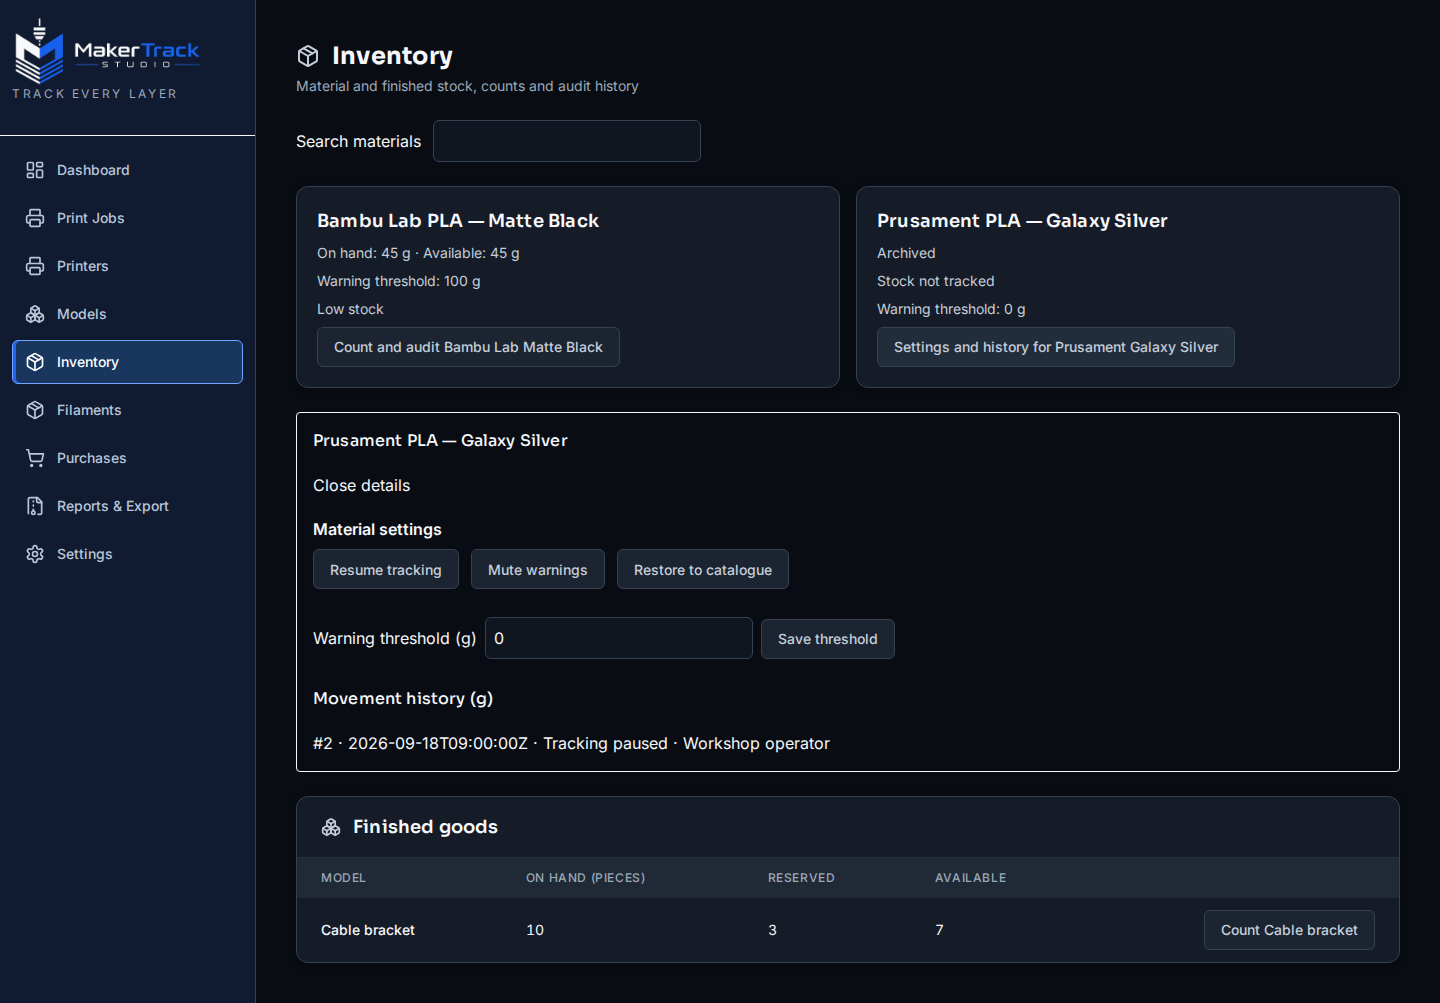 MakerTrack
STUDIO
TRACK EVERY LAYER
Dashboard
Print Jobs
Printers
Models
Inventory
Filaments
Purchases
Reports & Export
Settings
Inventory
Material and finished stock, counts and audit history
Search materials
Bambu Lab PLA — Matte Black
On hand: 45 g · Available: 45 g
Warning threshold: 100 g
Low stock
Count and audit Bambu Lab Matte Black
Prusament PLA — Galaxy Silver
Archived
Stock not tracked
Warning threshold: 0 g
Settings and history for Prusament Galaxy Silver
Prusament PLA — Galaxy Silver
Close details
Material settings
Resume tracking Mute warnings Restore to catalogue
Warning threshold (g) 0 Save threshold
Movement history (g)
#2 · 2026-09-18T09:00:00Z · Tracking paused · Workshop operator
Finished goods
MODEL ON HAND (PIECES) RESERVED AVAILABLE
Cable bracket 10 3 7 Count Cable bracket